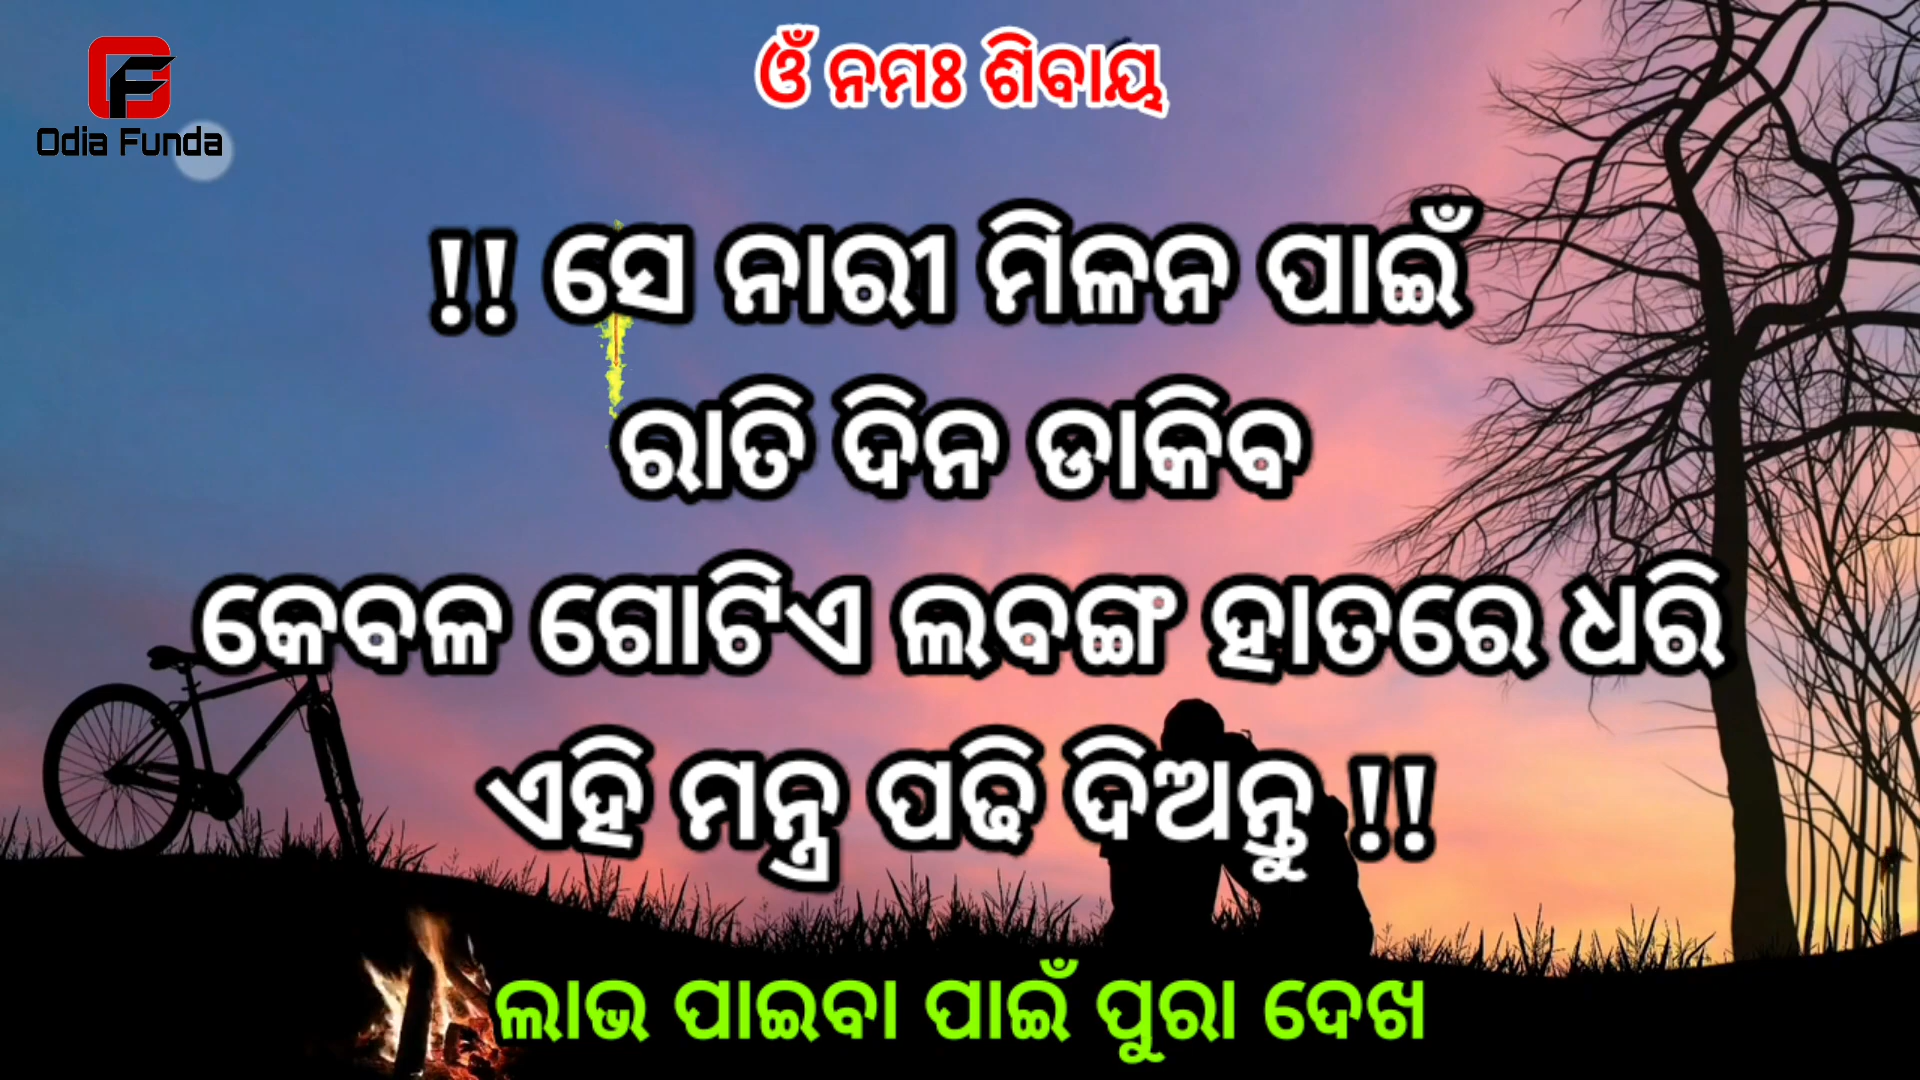 ଓଁ ନମଃ ଶିବାୟ
Odia Funda
!! ସେ ନାରୀ ମିଳନ ପାଇଁ
ରାତି ଦିନ ଡାକିବ
କେବଳ ଗୋଟିଏ ଲବଙ୍ଗ ହାତରେ ଧରି
ଏହି ମନ୍ତ୍ର ପଢି ଦିଅନ୍ତୁ !!
ଲାଭ ପାଇବା ପାଇଁ ପୁରା ଦେଖ